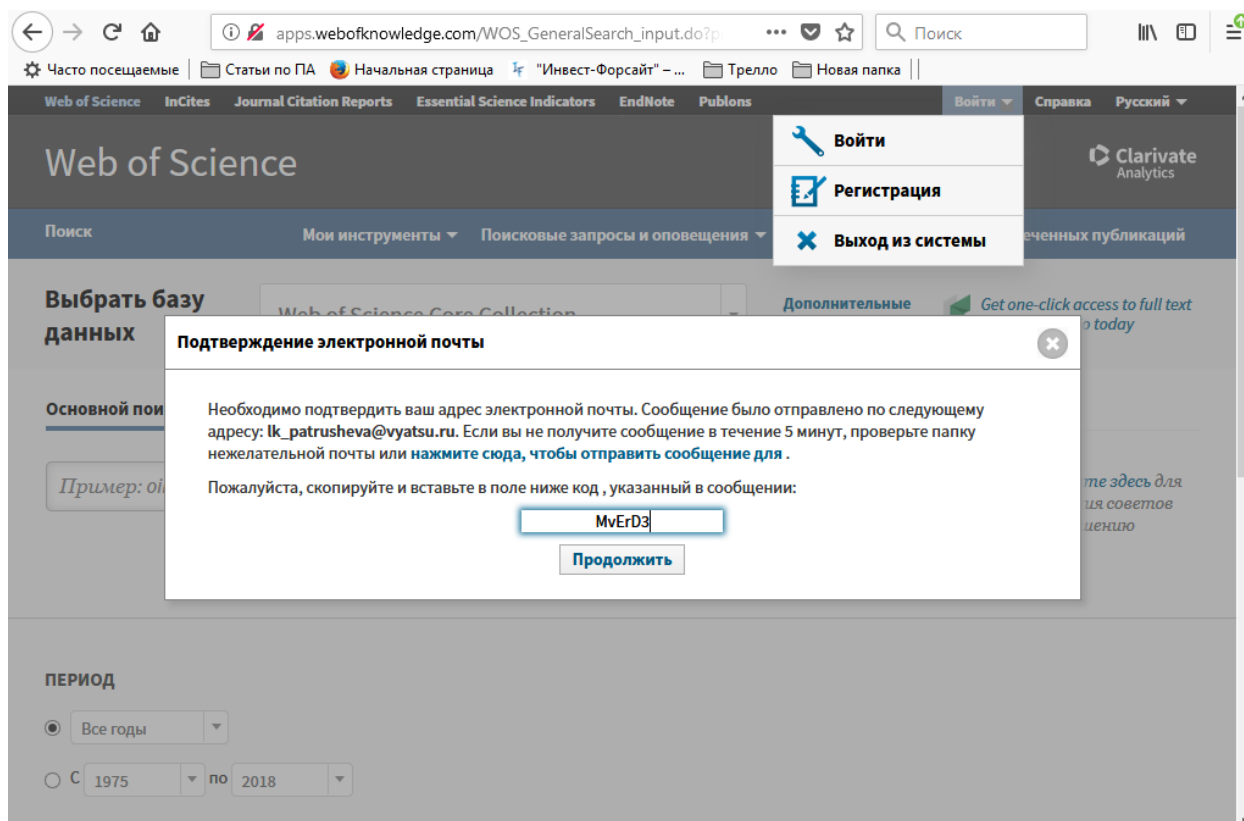 apps.webofknowledge.com/WOS_GeneralSearch_input.do?p
Поиск
Часто посещаемые
Статьи по ПА
Начальная страница
"Инвест-Форсайт" – ...
Трелло
Новая папка
Web of Science InCites Journal Citation Reports Essential Science Indicators EndNote Publons
Войти Справка Русский
Web of Science
Войти
Регистрация
Выход из системы
Clarivate
Analytics
Поиск
Мои инструменты
Поисковые запросы и оповещения
еченных публикаций
Выбрать базу
данных
Web of Science Core Collection
Дополнительные
Get one-click access to full text
o today
Подтверждение электронной почты
Основной пои
Необходимо подтвердить ваш адрес электронной почты. Сообщение было отправлено по следующему
адресу: lk_patrusheva@vyatsu.ru. Если вы не получите сообщение в течение 5 минут, проверьте папку
нежелательной почты или нажмите сюда, чтобы отправить сообщение для .
Пример: oi
Пожалуйста, скопируйте и вставьте в поле ниже код , указанный в сообщении:
MvErD3
Продолжить
те здесь для
ия советов
шению
ПЕРИОД
Все годы
С 1975 по 2018